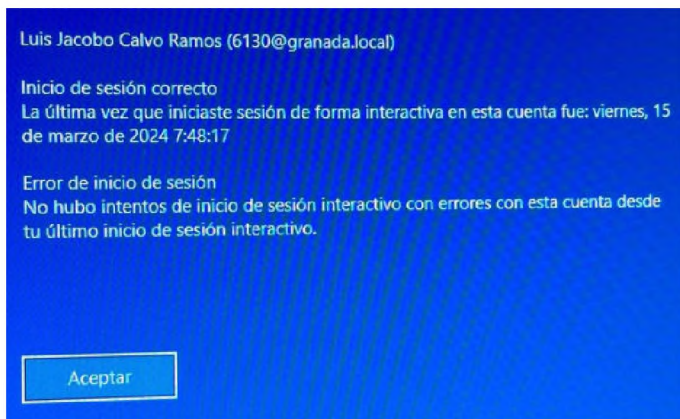 Luis Jacobo Calvo Ramos (6130@granada.local)
Inicio de sesión correcto
La última vez que iniciaste sesión de forma interactiva en esta cuenta fue: viernes, 15
de marzo de 2024 7:48:17
Error de inicio de sesión
No hubo intentos de inicio de sesión interactivo con errores con esta cuenta desde
tu último inicio de sesión interactivo.
Aceptar